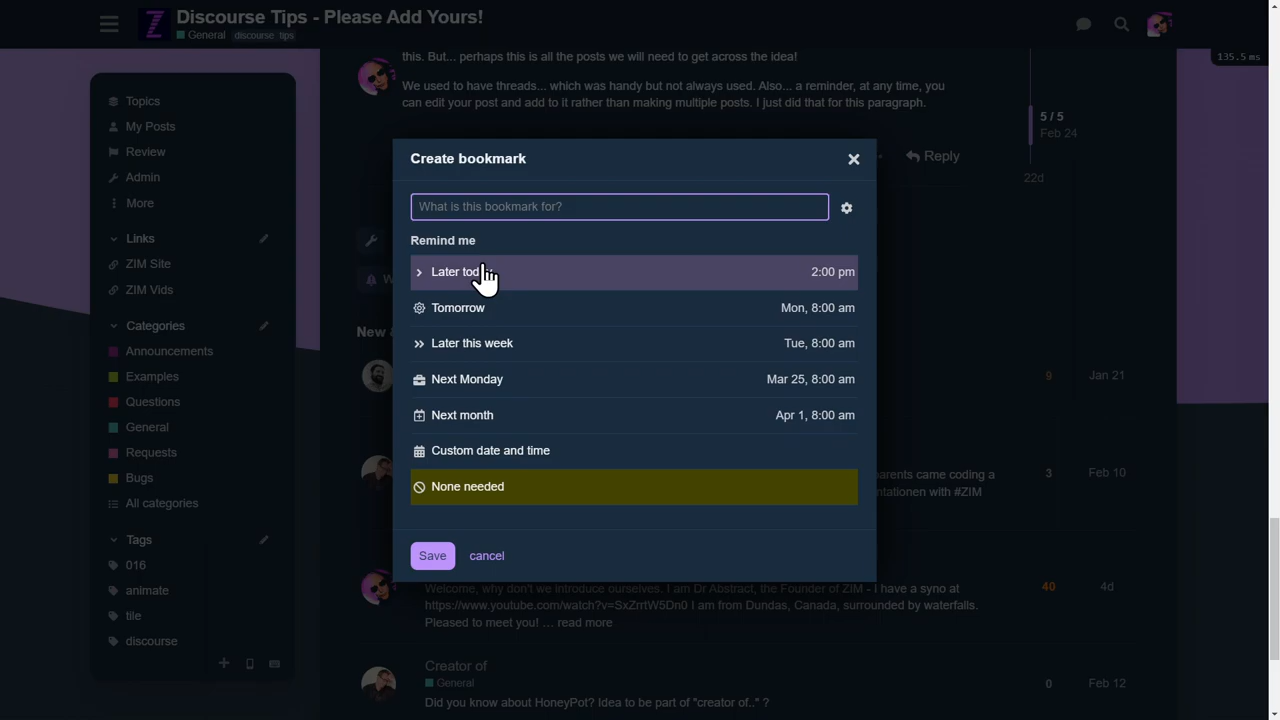 Discourse Tips - Please Add Yours!
General discourse tips
135.5 ms
Topics
My Posts
Review
Admin
More
Links
ZIM Site
ZIM Vids
Categories
Announcements
Examples
Questions
General
Requests
Bugs
All categories
Tags
016
animate
tile
discourse
this. But... perhaps this is all the posts we will need to get across the idea!
We used to have threads... which was handy but not always used. Also... a reminder, at any time, you
can edit your post and add to it rather than making multiple posts. I just did that for this paragraph.
Reply
5 / 5
Feb 24
22d
Create bookmark
What is this bookmark for?
Remind me
Later tod
2:00 pm
Tomorrow
Mon, 8:00 am
Later this week
Tue, 8:00 am
Next Monday
Mar 25, 8:00 am
Next month
Apr 1, 8:00 am
Custom date and time
None needed
Save
cancel
New
9
Jan 21
parents came coding a
mentationen with #ZIM
3
Feb 10
Welcome, why don't we introduce ourselves. I am Dr Abstract, the Founder of ZIM - I have a syno at
https://www.youtube.com/watch?v=SxZrrtW5Dn0 I am from Dundas, Canada, surrounded by waterfalls.
Pleased to meet you! … read more
40
4d
Creator of
General
Did you know about HoneyPot? Idea to be part of "creator of.." ?
0
Feb 12